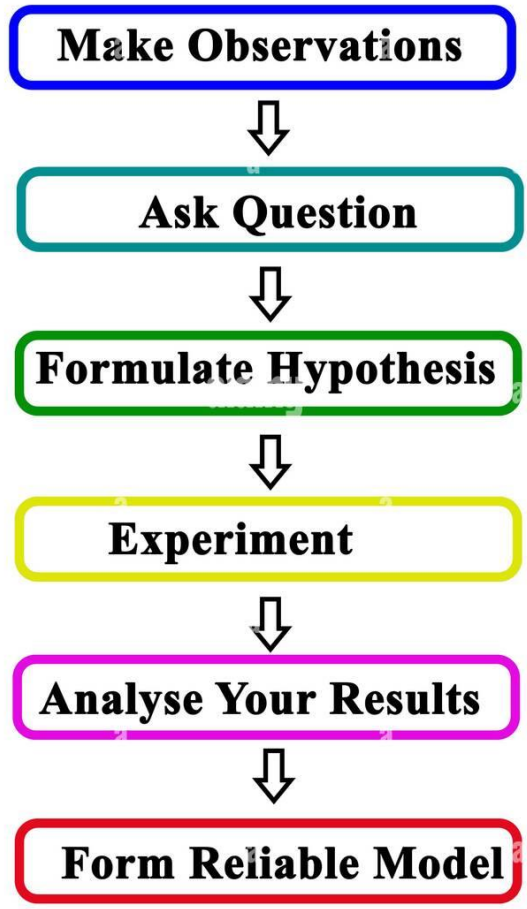 Make Observations
Ask Question
Formulate Hypothesis
Experiment
Analyse Your Results
Form Reliable Model